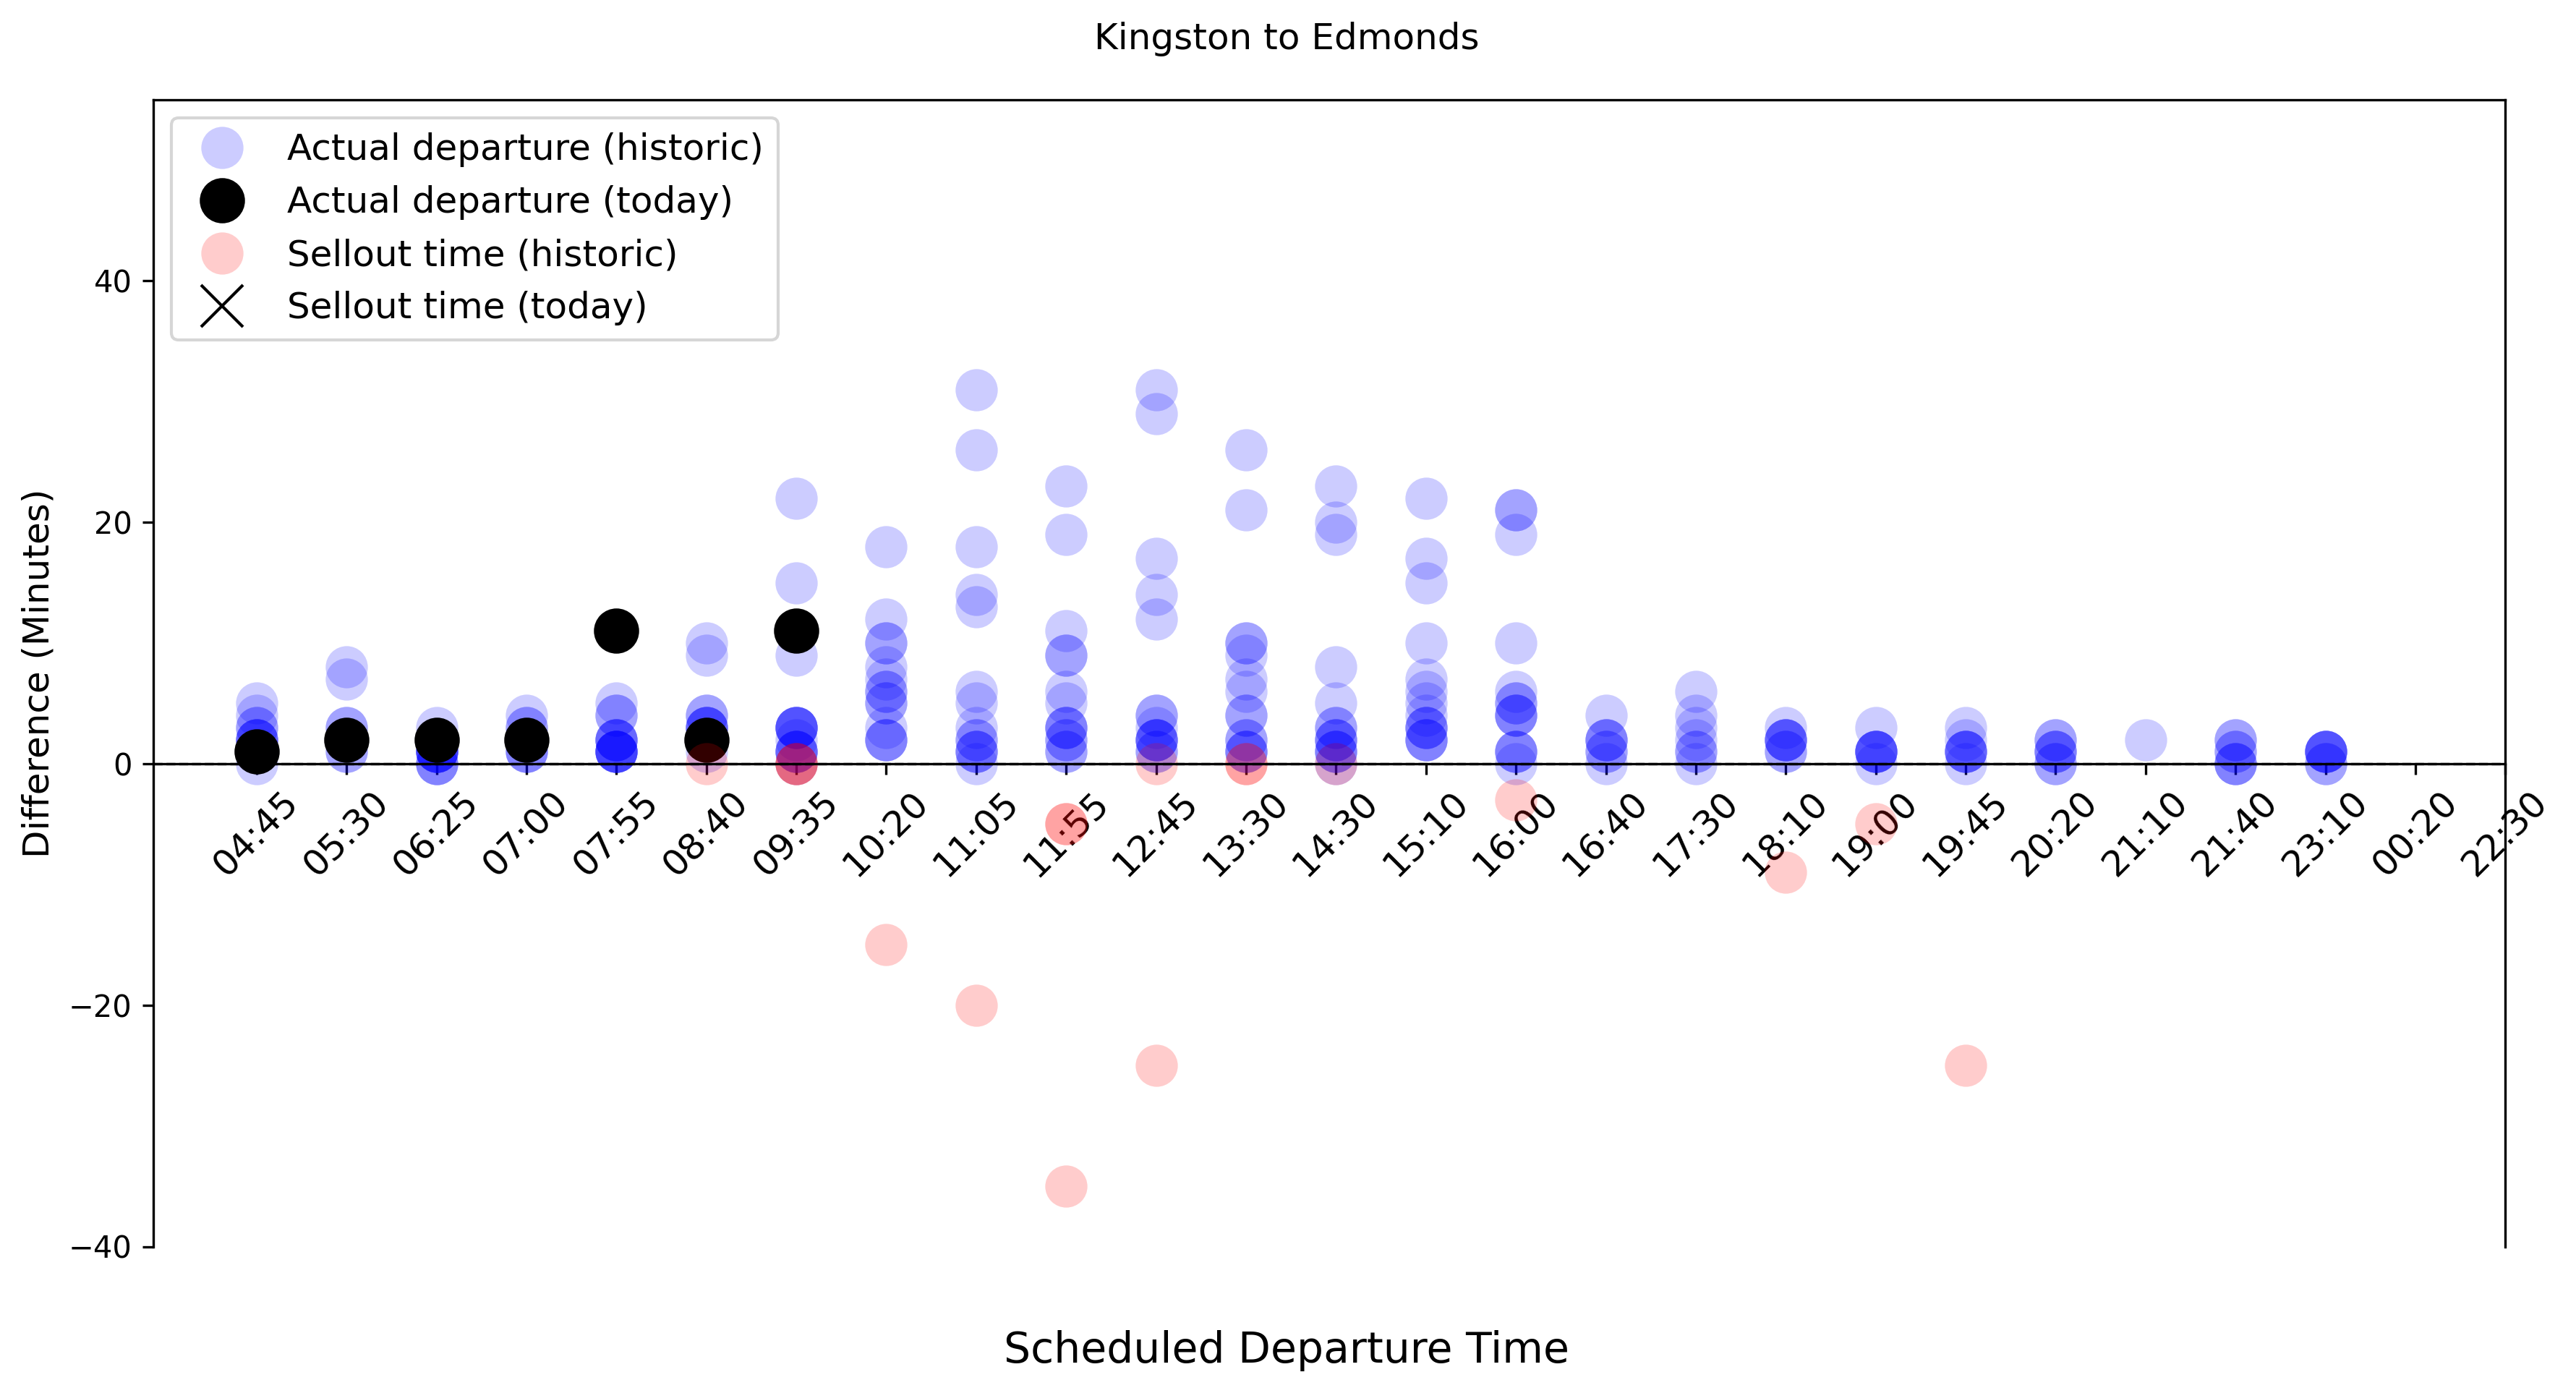 Kingston to Edmonds
Actual departure (historic)
Actual departure (today)
Sellout time (historic)
Sellout time (today)
Difference (Minutes)
40
20
0
−20
−40
04:45 05:30 06:25 07:00 07:55 08:40 09:35 10:20 11:05 11:55 12:45 13:30 14:30 15:10 16:00 16:40 17:30 18:10 19:00 19:45 20:20 21:10 21:40 23:10 00:20 22:30
Scheduled Departure Time